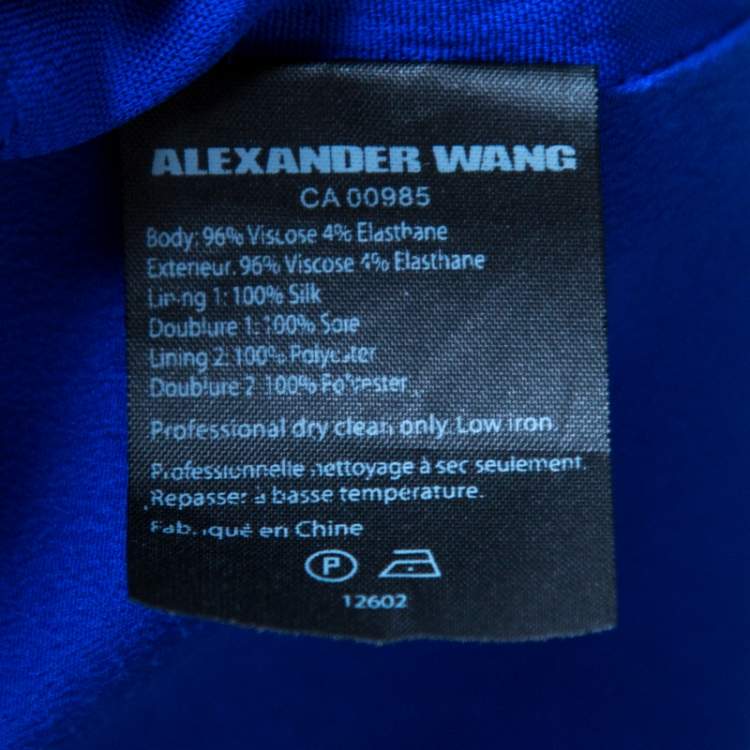 ALEXANDER WANG
CA 00985
Body: 96% Viscose 4% Elasthane
Exterieur. 96% Viscose 4% Elasthane
Lining 1: 100% Silk
Doublure 1: 100% Soie
Lining 2: 100% Polyester
Doublure 2 100% Polyester
Professional dry clean only. Low iron.
Professionnelle nettoyage à sec seulement.
Repasser à basse température.
Fabriqué en Chine
P
12602